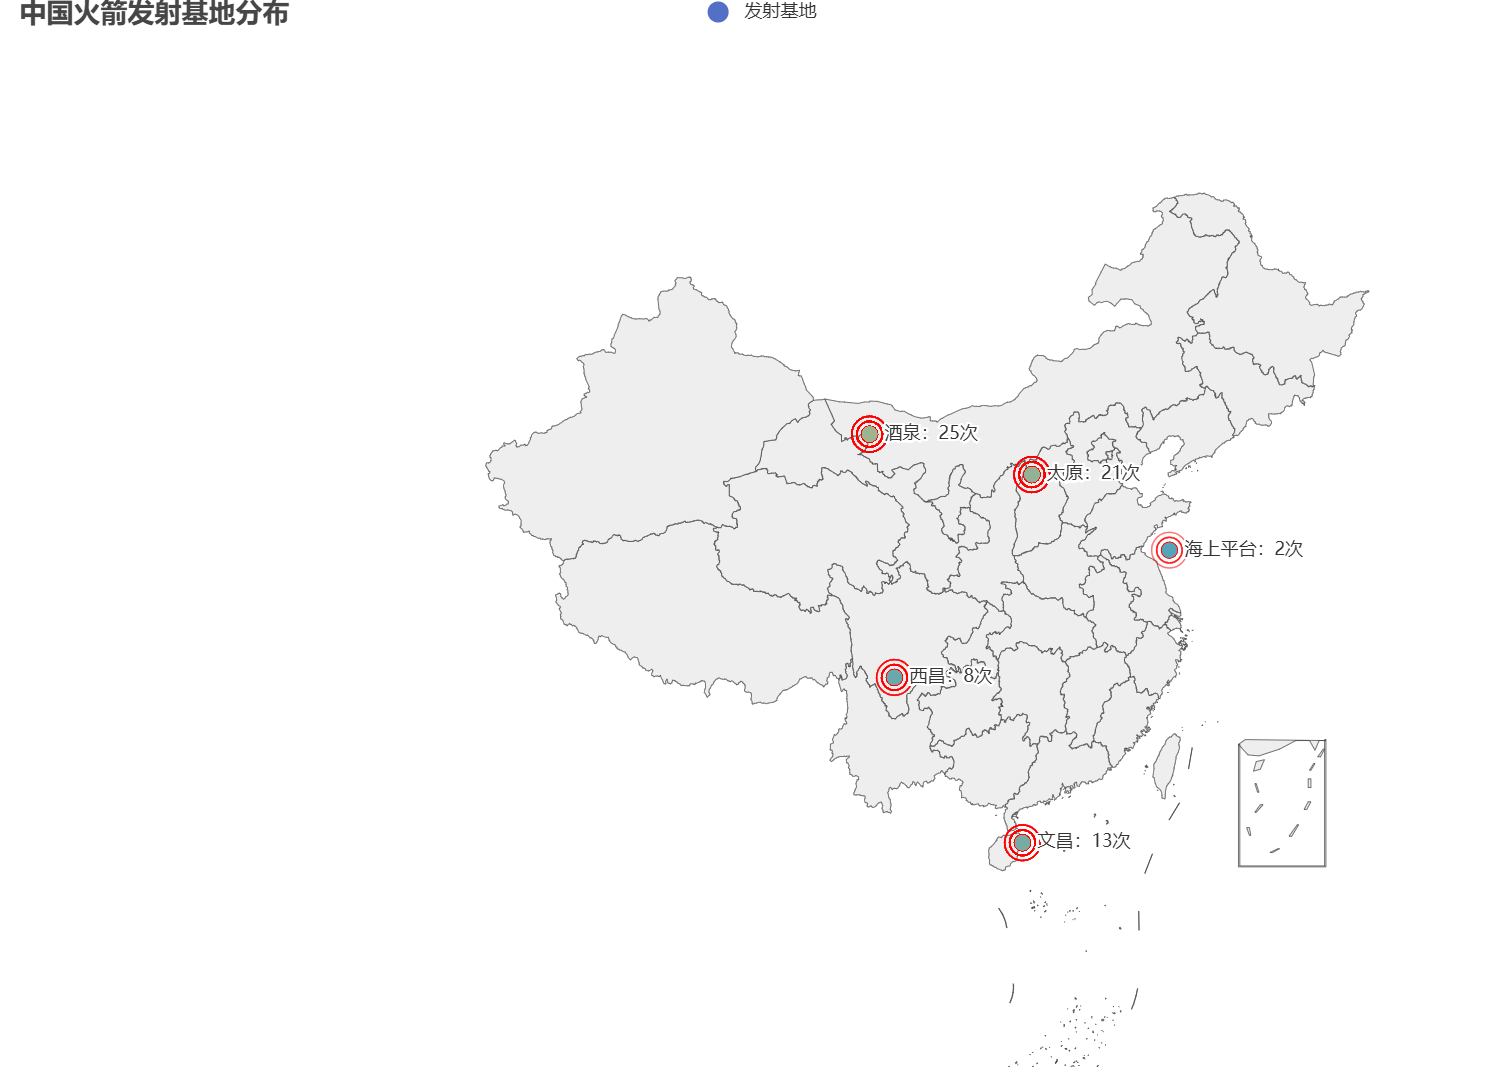 中国火箭发射基地分布
发射基地
酒泉：25次
太原：21次
海上平台：2次
西昌：8次
文昌：13次